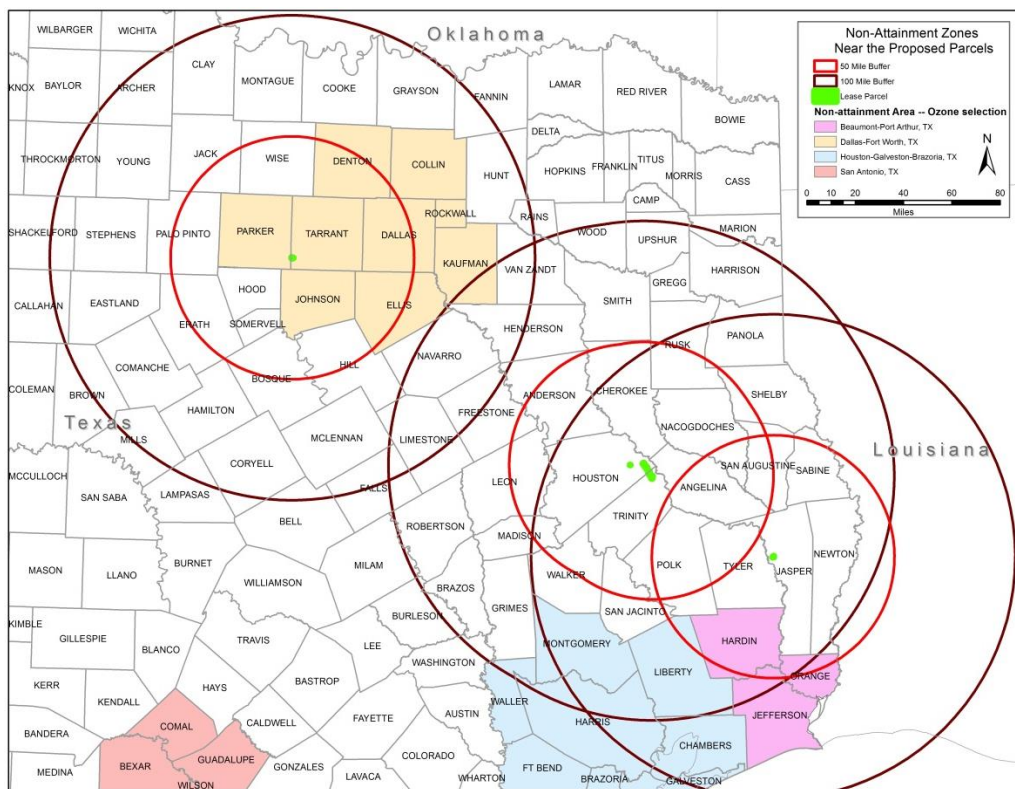 Oklahoma
Texas
Louisiana
Non-Attainment Zones
Near the Proposed Parcels
50 Mile Buffer
100 Mile Buffer
Lease Parcel
Non-attainment Area -- Ozone selection
Beaumont-Port Arthur, TX
Dallas-Fort Worth, TX
Houston-Galveston-Brazoria, TX
San Antonio, TX
N
0 5 10 20 40 60 80
Miles
WILBARGER
WICHITA
CLAY
MONTAGUE
COOKE
GRAYSON
FANNIN
LAMAR
RED RIVER
BOWIE
KNOX
BAYLOR
ARCHER
DELTA
THROCKMORTON
YOUNG
JACK
WISE
DENTON
COLLIN
HUNT
HOPKINS
FRANKLIN
TITUS
MORRIS
CASS
CAMP
SHACKELFORD
STEPHENS
PALO PINTO
PARKER
TARRANT
DALLAS
ROCKWALL
KAUFMAN
RAINS
WOOD
UPSHUR
MARION
VAN ZANDT
HARRISON
GREGG
SMITH
CALLAHAN
EASTLAND
ERATH
HOOD
SOMERVELL
JOHNSON
ELLIS
HENDERSON
RUSK
PANOLA
NAVARRO
HILL
BOSQUE
COMANCHE
COLEMAN
BROWN
HAMILTON
MILLS
MCLENNAN
LIMESTONE
FREESTONE
ANDERSON
CHEROKEE
NACOGDOCHES
SHELBY
SAN AUGUSTINE
SABINE
MCCULLOCH
SAN SABA
LAMPASAS
CORYELL
BELL
FALLS
ROBERTSON
LEON
HOUSTON
ANGELINA
TRINITY
MADISON
MASON
LLANO
BURNET
WILLIAMSON
MILAM
BRAZOS
GRIMES
WALKER
POLK
TYLER
JASPER
NEWTON
SAN JACINTO
KIMBLE
GILLESPIE
BLANCO
TRAVIS
LEE
BURLESON
WASHINGTON
MONTGOMERY
LIBERTY
HARDIN
ORANGE
JEFFERSON
KERR
KENDALL
HAYS
BASTROP
CALDWELL
FAYETTE
AUSTIN
WALLER
HARRIS
CHAMBERS
BANDERA
COMAL
GUADALUPE
BEXAR
MEDINA
WILSON
GONZALES
LAVACA
COLORADO
WHARTON
FT BEND
BRAZORIA
GALVESTON